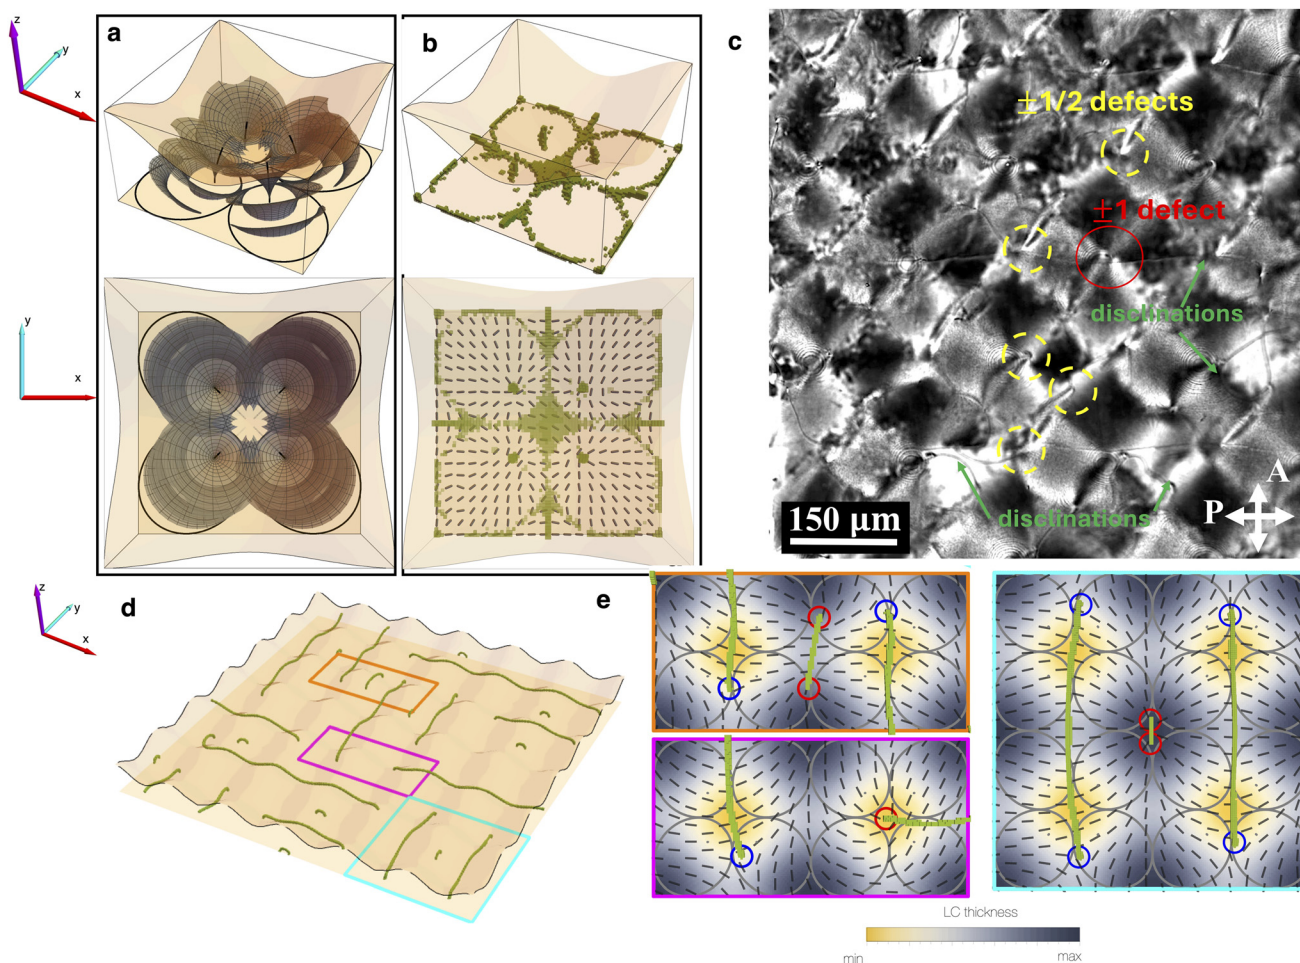 z
y
x
a
b
c
±1/2 defects
±1 defect
disclinations
disclinations
150 µm
P
A
y
x
z
y
x
d
e
LC thickness
min
max